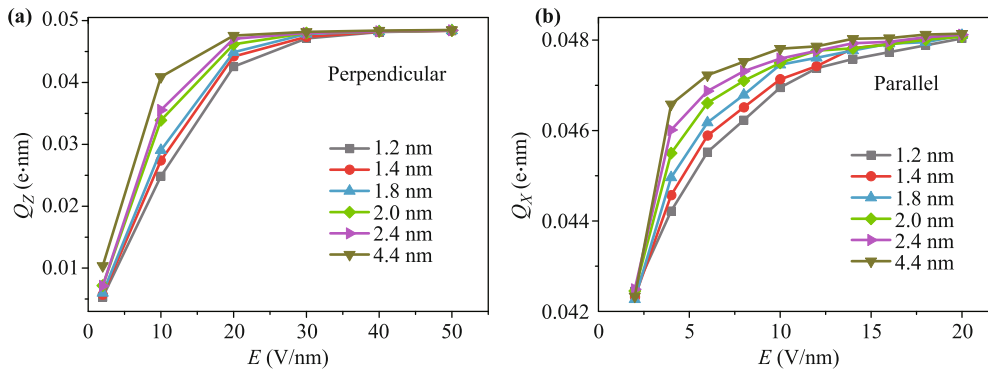 (a)
0.05
0.04
0.03
0.02
0.01
Q_Z (e·nm)
Perpendicular
1.2 nm
1.4 nm
1.8 nm
2.0 nm
2.4 nm
4.4 nm
0 10 20 30 40 50
E (V/nm)
(b)
0.048
0.046
0.044
0.042
Q_X (e·nm)
Parallel
1.2 nm
1.4 nm
1.8 nm
2.0 nm
2.4 nm
4.4 nm
0 5 10 15 20
E (V/nm)